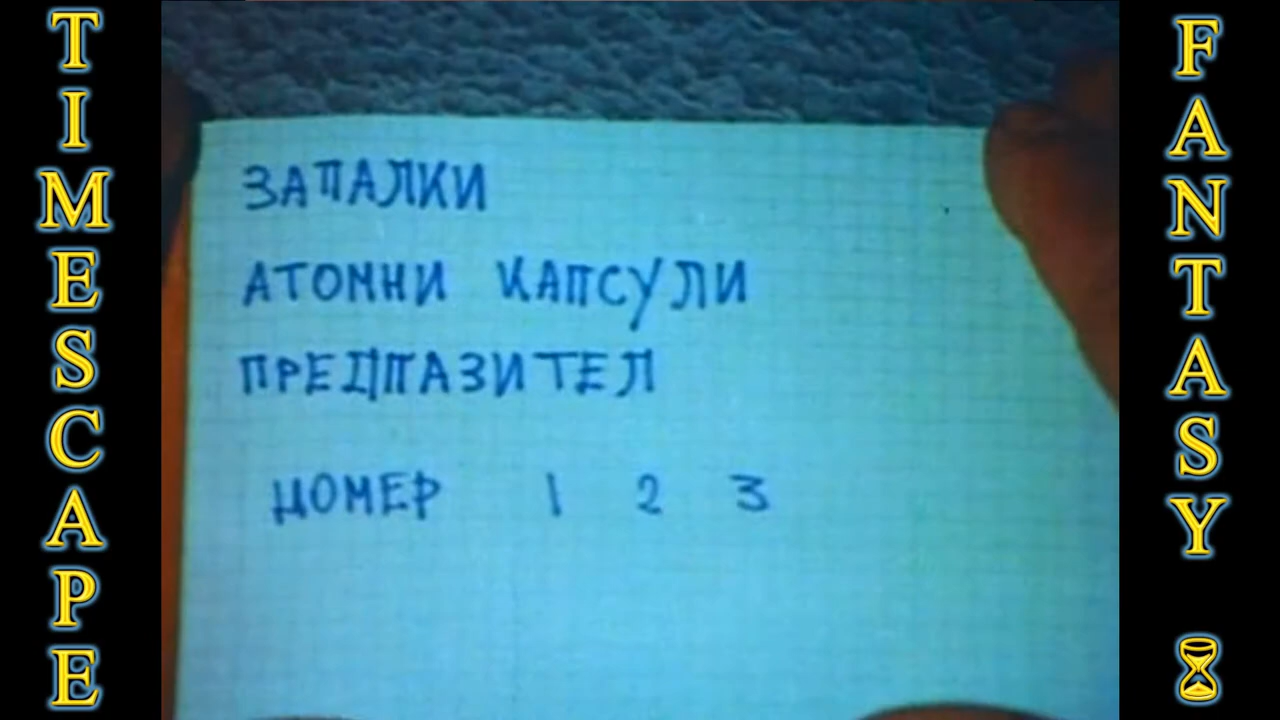 TIMESCAPE
ЗАПАЛКИ
АТОМНИ КАПСУЛИ
ПРЕДПАЗИТЕЛ
НОМЕР 1 2 3
FANTASY